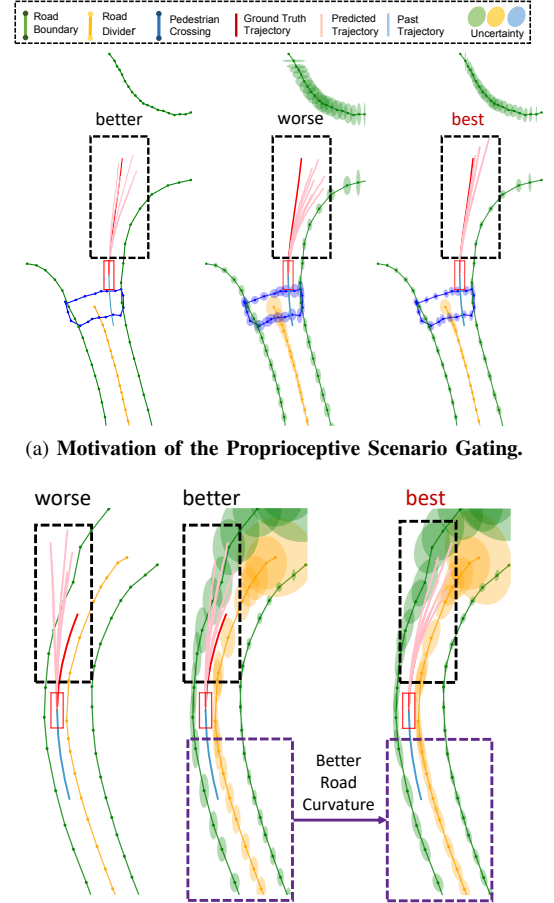 Road Boundary
Road Divider
Pedestrian Crossing
Ground Truth Trajectory
Predicted Trajectory
Past Trajectory
Uncertainty
better
worse
best
(a) Motivation of the Proprioceptive Scenario Gating.
worse
better
best
Better
Road
Curvature